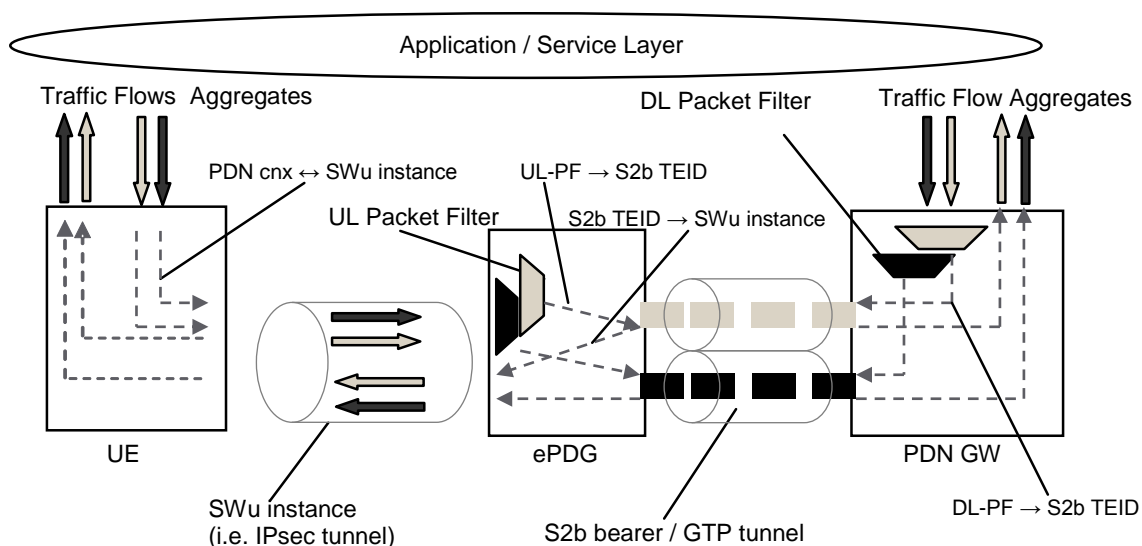 Application / Service Layer
Traffic Flows Aggregates
DL Packet Filter
Traffic Flow Aggregates
PDN cnx ↔ SWu instance
UL-PF → S2b TEID
UL Packet Filter
S2b TEID → SWu instance
UE
ePDG
PDN GW
SWu instance
(i.e. IPsec tunnel)
S2b bearer / GTP tunnel
DL-PF → S2b TEID